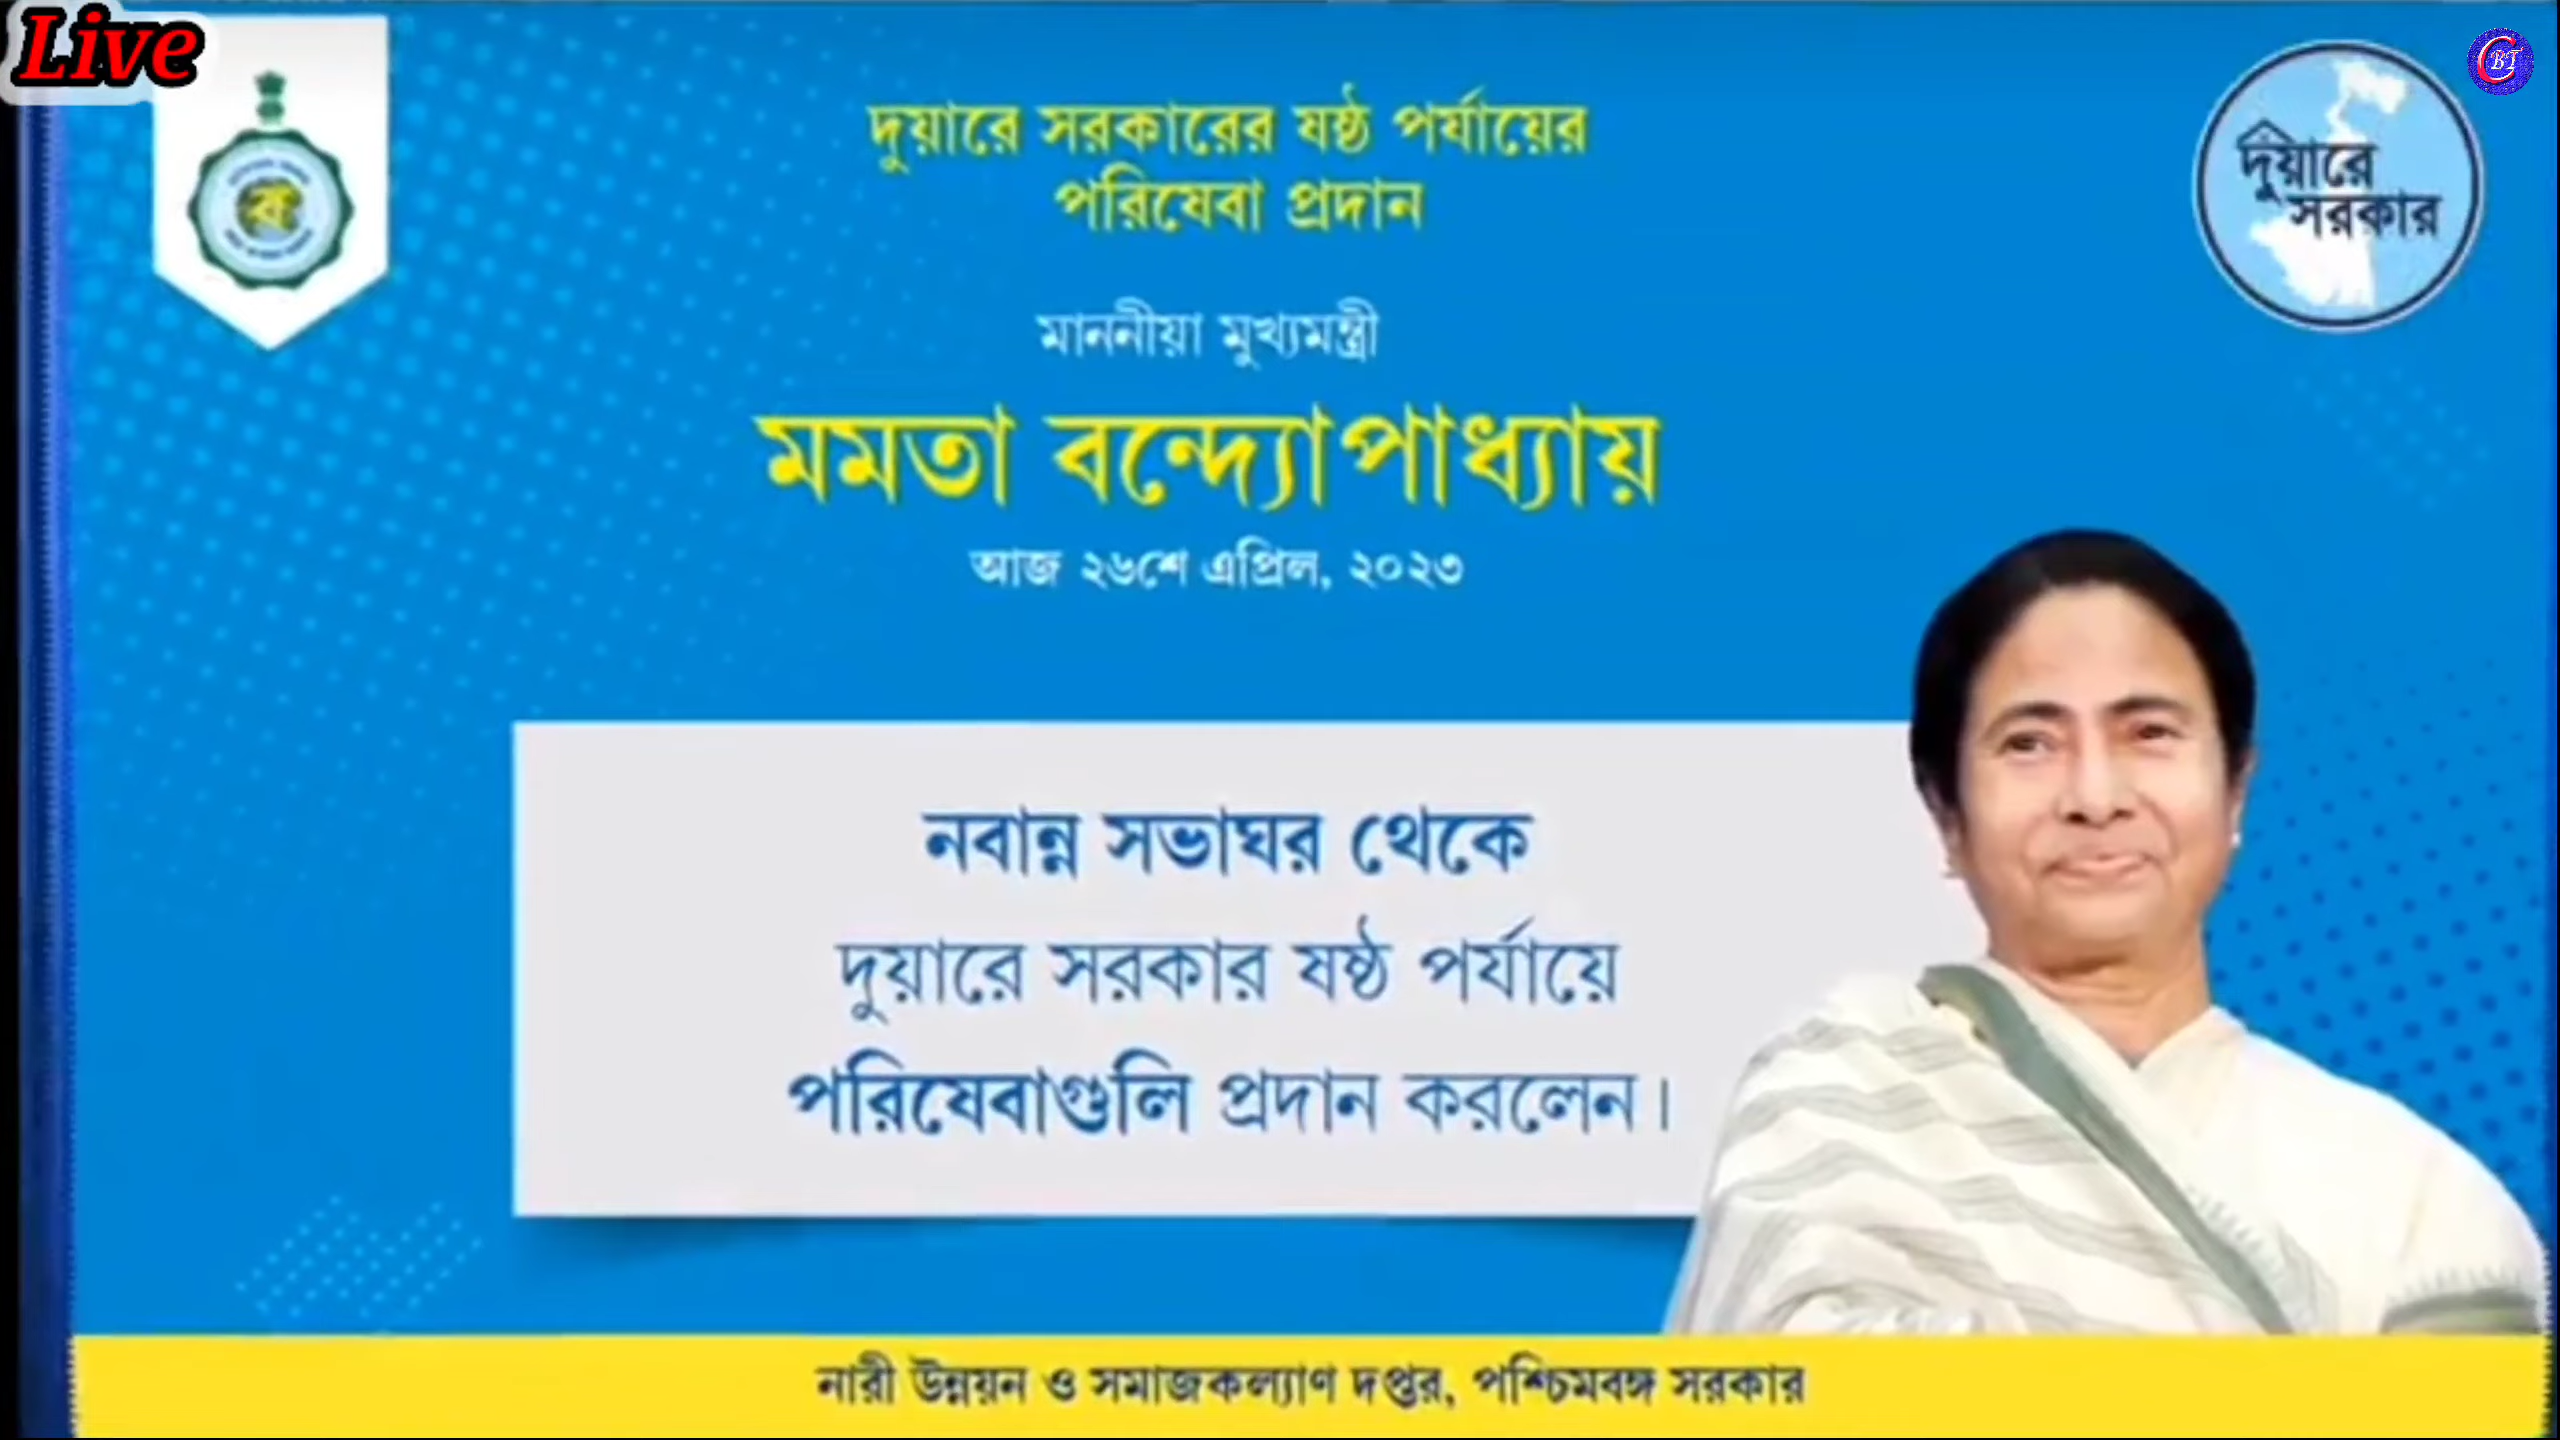 Live
দুয়ারে সরকারের ষষ্ঠ পর্যায়ের
পরিষেবা প্রদান
দুয়ারে
সরকার
মাননীয়া মুখ্যমন্ত্রী
মমতা বন্দ্যোপাধ্যায়
আজ ২৬শে এপ্রিল, ২০২৩
নবান্ন সভাঘর থেকে
দুয়ারে সরকার ষষ্ঠ পর্যায়ে
পরিষেবাগুলি প্রদান করলেন।
নারী উন্নয়ন ও সমাজকল্যাণ দপ্তর, পশ্চিমবঙ্গ সরকার